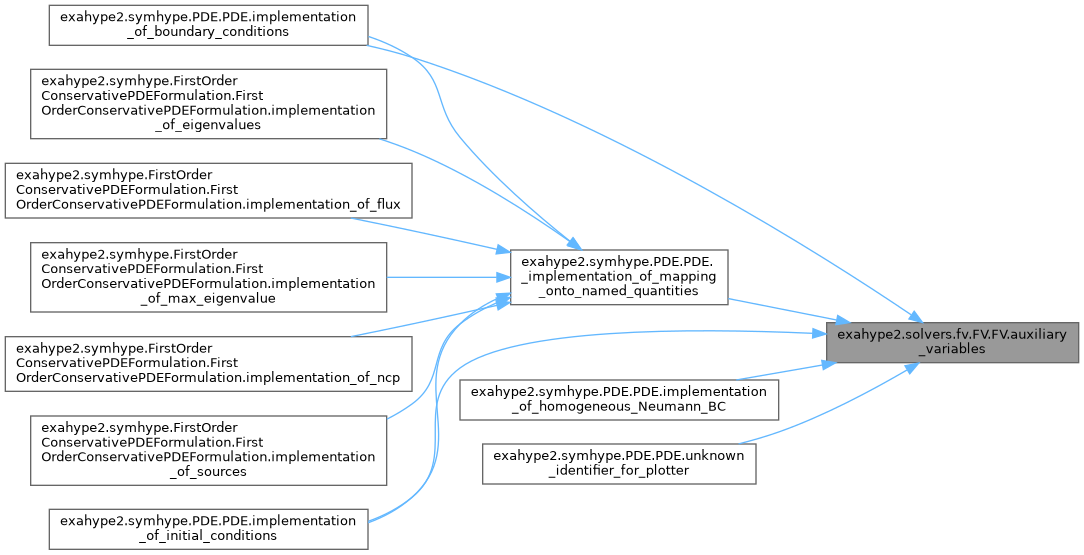 exahype2.symhype.PDE.PDE.implementation
_of_boundary_conditions
exahype2.symhype.FirstOrder
ConservativePDEFormulation.First
OrderConservativePDEFormulation.implementation
_of_eigenvalues
exahype2.symhype.FirstOrder
ConservativePDEFormulation.First
OrderConservativePDEFormulation.implementation_of_flux
exahype2.symhype.FirstOrder
ConservativePDEFormulation.First
OrderConservativePDEFormulation.implementation
_of_max_eigenvalue
exahype2.symhype.FirstOrder
ConservativePDEFormulation.First
OrderConservativePDEFormulation.implementation_of_ncp
exahype2.symhype.FirstOrder
ConservativePDEFormulation.First
OrderConservativePDEFormulation.implementation
_of_sources
exahype2.symhype.PDE.PDE.implementation
_of_initial_conditions
exahype2.symhype.PDE.PDE.
_implementation_of_mapping
_onto_named_quantities
exahype2.symhype.PDE.PDE.implementation
_of_homogeneous_Neumann_BC
exahype2.symhype.PDE.PDE.unknown
_identifier_for_plotter
exahype2.solvers.fv.FV.FV.auxiliary
_variables